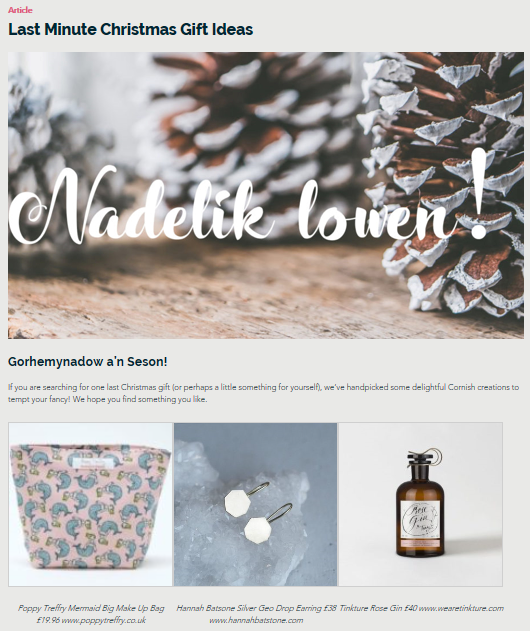 Article
Last Minute Christmas Gift Ideas
Nadelik lowen!
Gorhemynadow a'n Seson!
If you are searching for one last Christmas gift (or perhaps a little something for yourself), we've handpicked some delightful Cornish creations to
tempt your fancy! We hope you find something you like.
Rose
Gin
Poppy Treffry Mermaid Big Make Up Bag
£19.96 www.poppytreffry.co.uk
Hannah Batsone Silver Geo Drop Earring £38
www.hannahbatstone.com
Tinkture Rose Gin £40 www.wearetinkture.com